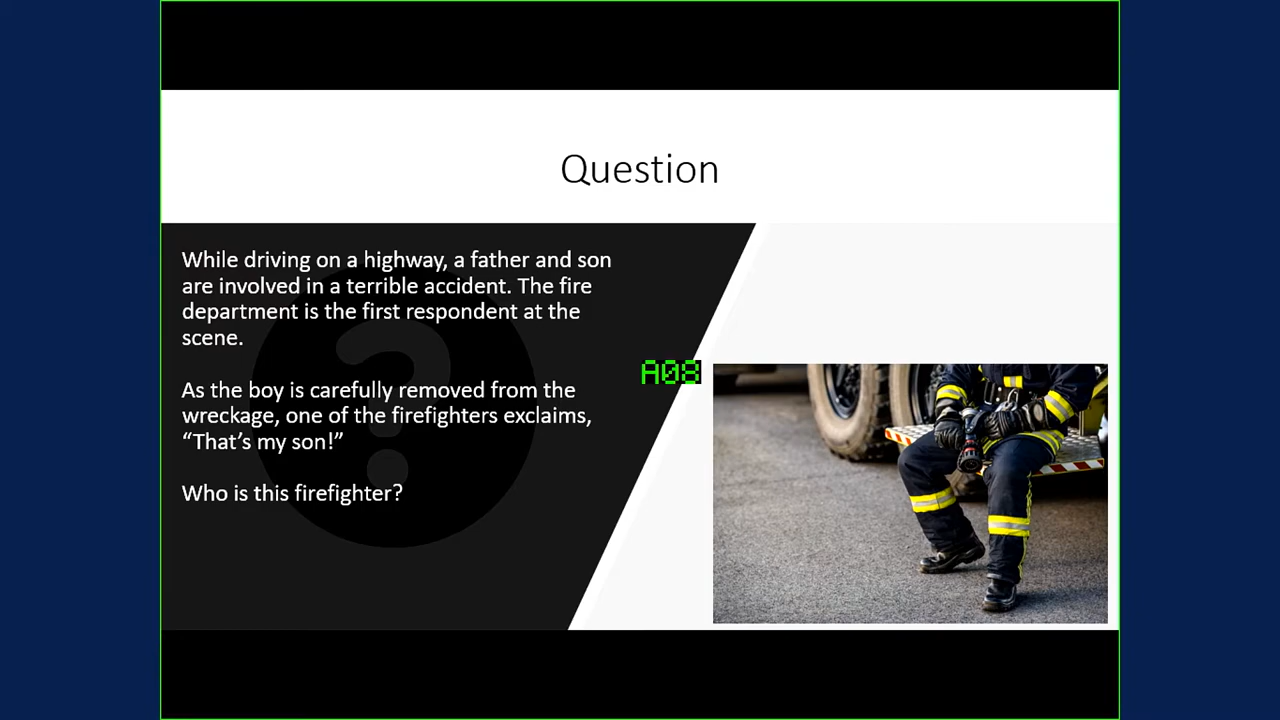 Question
While driving on a highway, a father and son
are involved in a terrible accident. The fire
department is the first respondent at the
scene.
As the boy is carefully removed from the
wreckage, one of the firefighters exclaims,
“That’s my son!”
Who is this firefighter?
A08